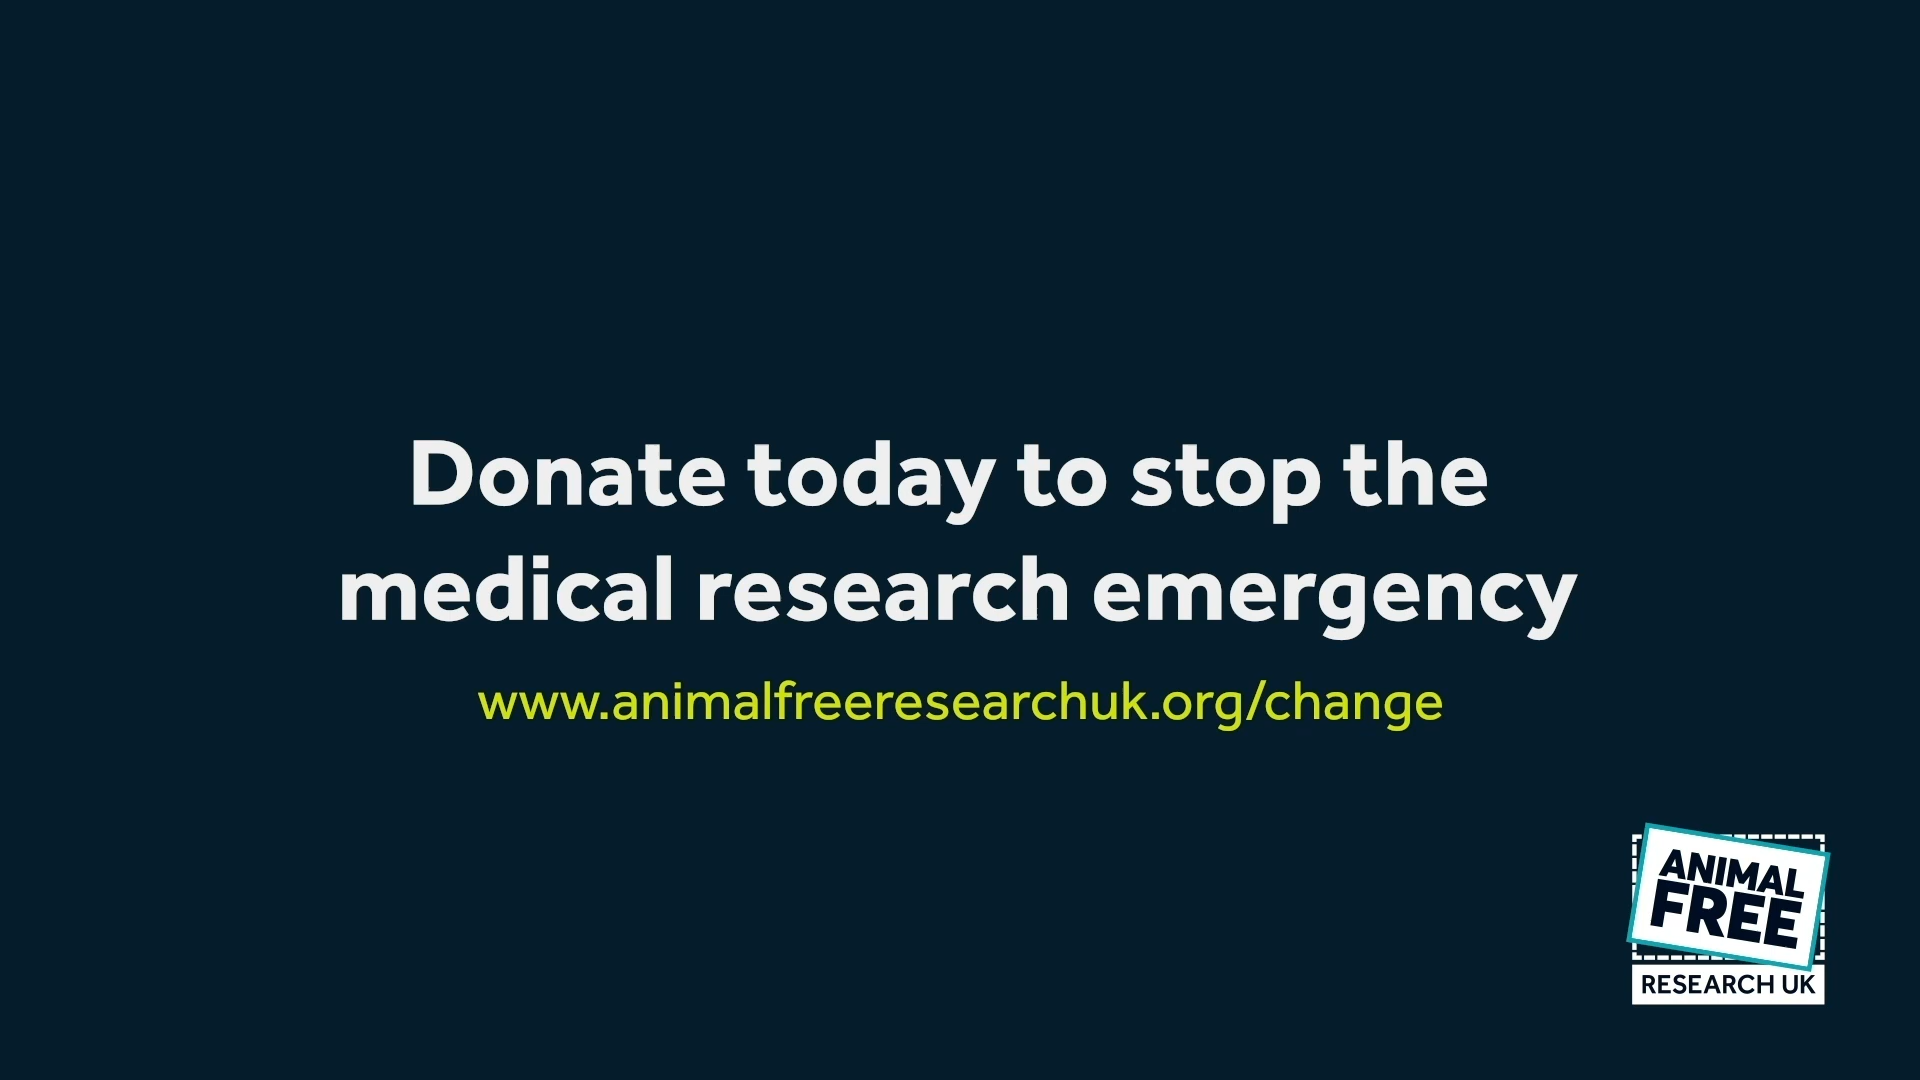 Donate today to stop the
medical research emergency
www.animalfreeresearchuk.org/change
ANIMAL
FREE
RESEARCH UK